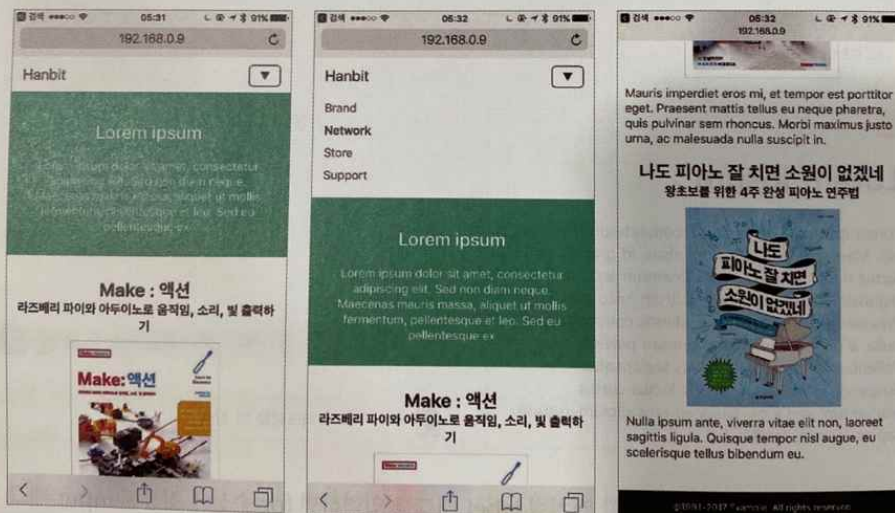 검색
05:31
91%
192.168.0.9
Hanbit
Lorem ipsum
Make : 액션
라즈베리 파이와 아두이노로 움직임, 소리, 빛 출력하
기
Make: 액션
검색
05:32
91%
192.168.0.9
Hanbit
Brand
Network
Store
Support
Lorem ipsum
Lorem ipsum dolor sit amet, consectetur
adipiscing elit. Sed non diam neque.
Maecenas mauris massa, aliquet ut mollis
fermentum, pellentesque et leo. Sed eu
pellentesque ex
Make : 액션
라즈베리 파이와 아두이노로 움직임, 소리, 빛 출력하
기
검색
05:32
91%
192.168.0.9
Mauris imperdiet eros mi, et tempor est porttitor
eget. Praesent mattis tellus eu neque pharetra,
quis pulvinar sem rhoncus. Morbi maximus justo
urna, ac malesuada nulla suscipit in.
나도 피아노 잘 치면 소원이 없겠네
왕초보를 위한 4주 완성 피아노 연주법
나도
피아노 잘 치면
소원이 없겠네
Nulla ipsum ante, viverra vitae elit non, laoreet
sagittis ligula. Quisque tempor nisl augue, eu
scelerisque tellus bibendum eu.